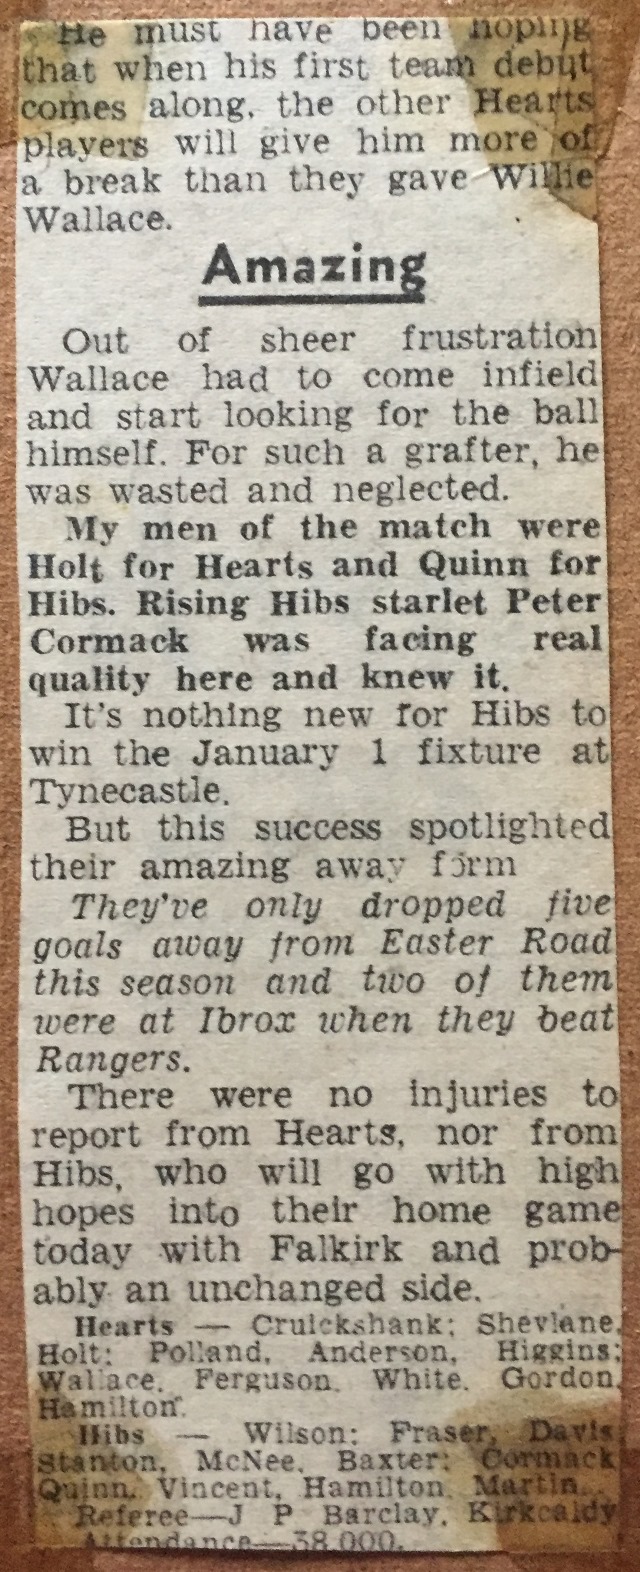 He must have been hoping
that when his first team debut
comes along, the other Hearts
players will give him more of
a break than they gave Willie
Wallace.
Amazing
Out of sheer frustration
Wallace had to come infield
and start looking for the ball
himself. For such a grafter, he
was wasted and neglected.
My men of the match were
Holt for Hearts and Quinn for
Hibs. Rising Hibs starlet Peter
Cormack was facing real
quality here and knew it.
It's nothing new for Hibs to
win the January 1 fixture at
Tynecastle.
But this success spotlighted
their amazing away form
They've only dropped five
goals away from Easter Road
this season and two of them
were at Ibrox when they beat
Rangers.
There were no injuries to
report from Hearts, nor from
Hibs, who will go with high
hopes into their home game
today with Falkirk and prob-
ably an unchanged side.
Hearts — Cruickshank; Shevlane,
Holt; Polland, Anderson, Higgins;
Wallace, Ferguson, White, Gordon,
Hamilton.
Hibs — Wilson; Fraser, Davis
Stanton, McNee, Baxter; Cormack
Quinn, Vincent, Hamilton, Martin.
Referee—J P Barclay, Kirkcaldy
Attendance—38,000.